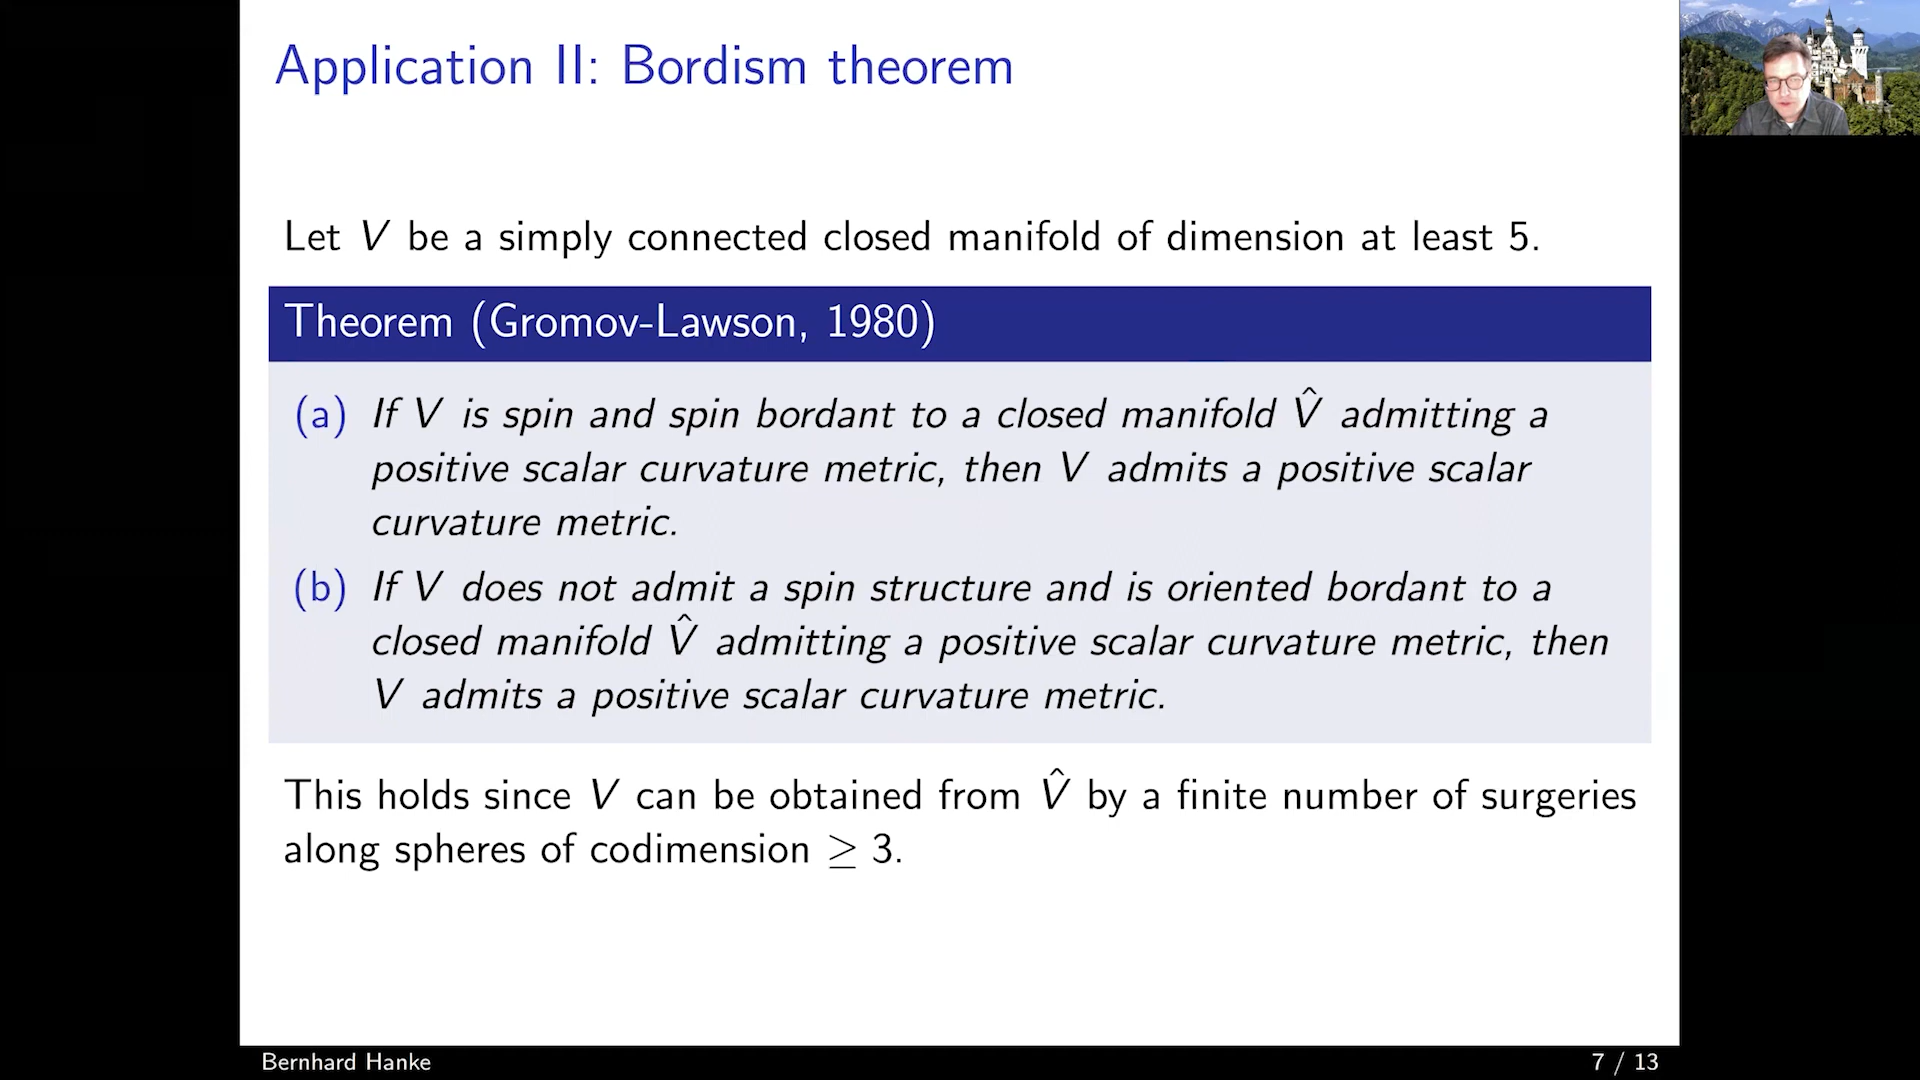 Application II: Bordism theorem
Let V be a simply connected closed manifold of dimension at least 5.
Theorem (Gromov-Lawson, 1980)
(a) If V is spin and spin bordant to a closed manifold V̂ admitting a
positive scalar curvature metric, then V admits a positive scalar
curvature metric.
(b) If V does not admit a spin structure and is oriented bordant to a
closed manifold V̂ admitting a positive scalar curvature metric, then
V admits a positive scalar curvature metric.
This holds since V can be obtained from V̂ by a finite number of surgeries
along spheres of codimension ≥ 3.
Bernhard Hanke
7 / 13